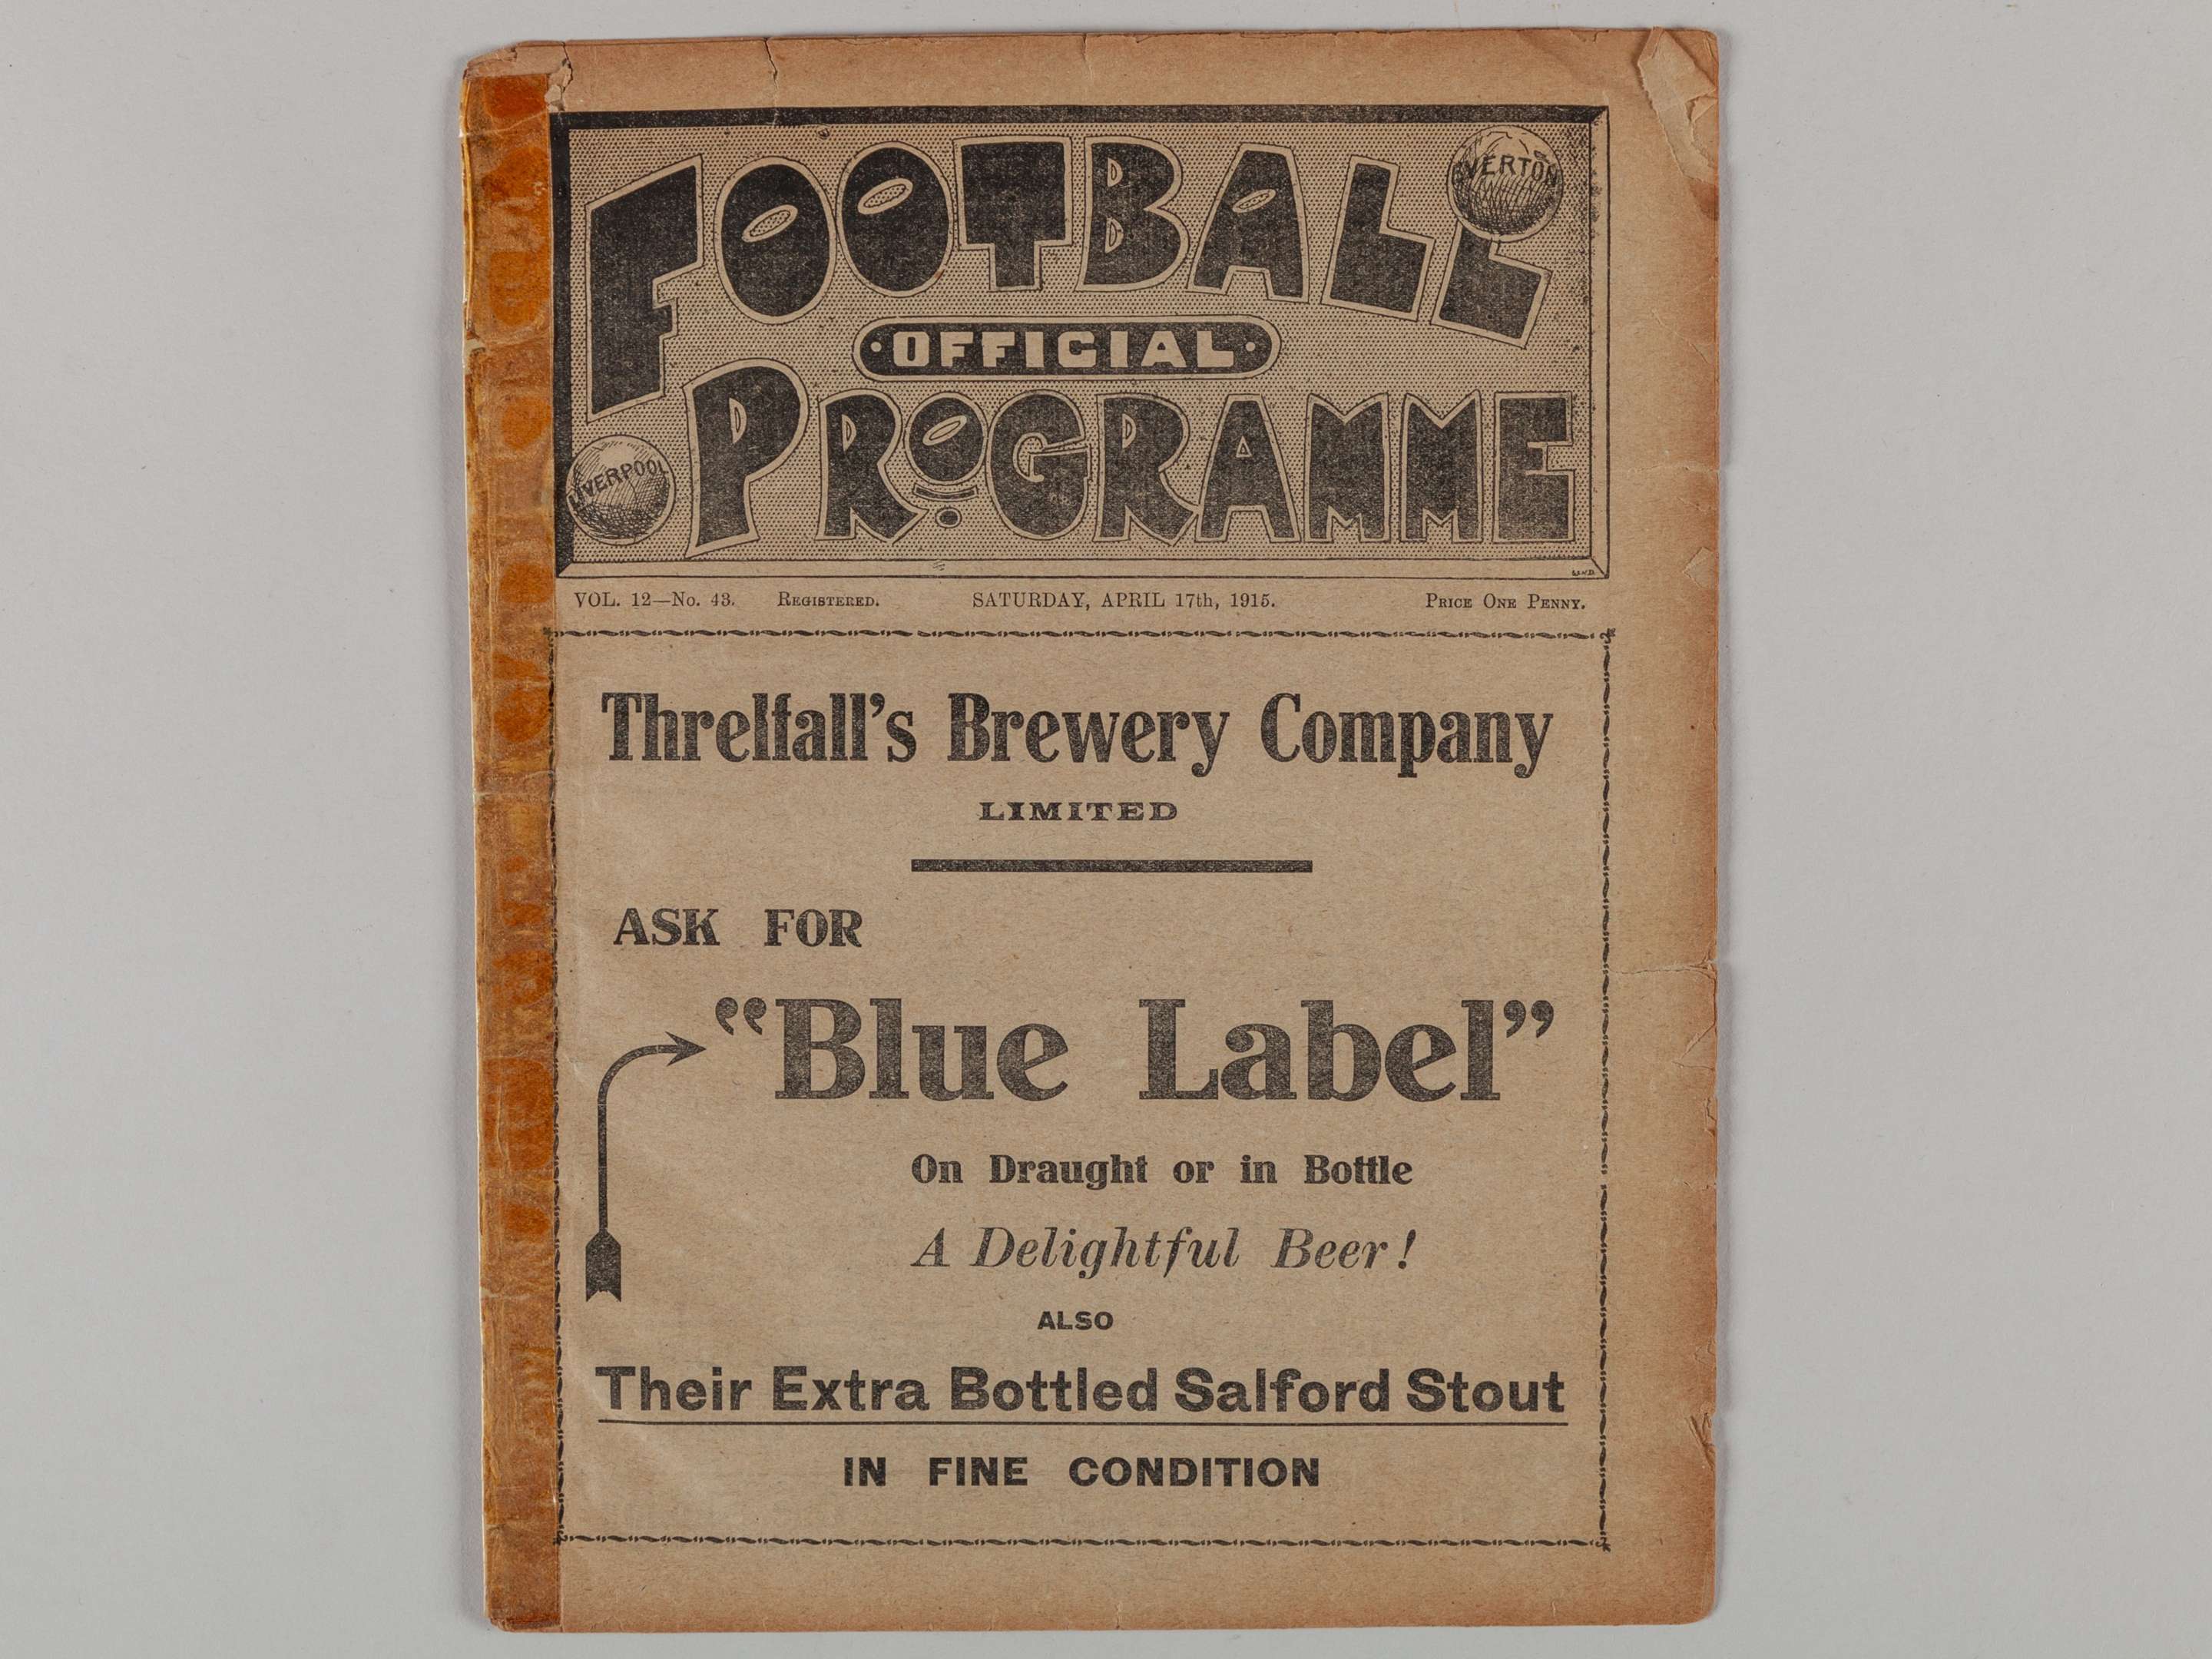 FOOTBALL
EVERTON
OFFICIAL
PROGRAMME
LIVERPOOL
VOL. 12—No. 43. REGISTERED. SATURDAY, APRIL 17th, 1915. PRICE ONE PENNY.
Threlfall's Brewery Company
LIMITED
ASK FOR
"Blue Label"
On Draught or in Bottle
A Delightful Beer!
ALSO
Their Extra Bottled Salford Stout
IN FINE CONDITION